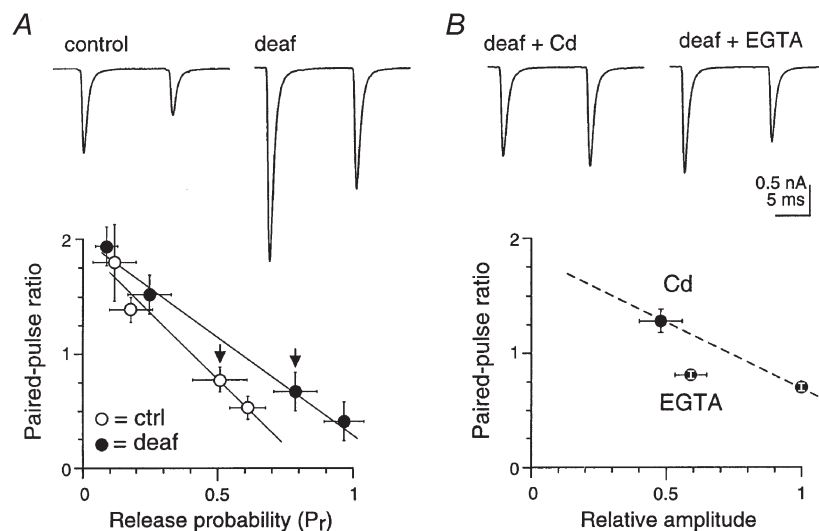 A
control
deaf
2
1
0
Paired-pulse ratio
○ = ctrl
● = deaf
0
0.5
1
Release probability (Pr)
B
deaf + Cd
deaf + EGTA
0.5 nA
5 ms
2
1
0
Paired-pulse ratio
Cd
EGTA
0
0.5
1
Relative amplitude